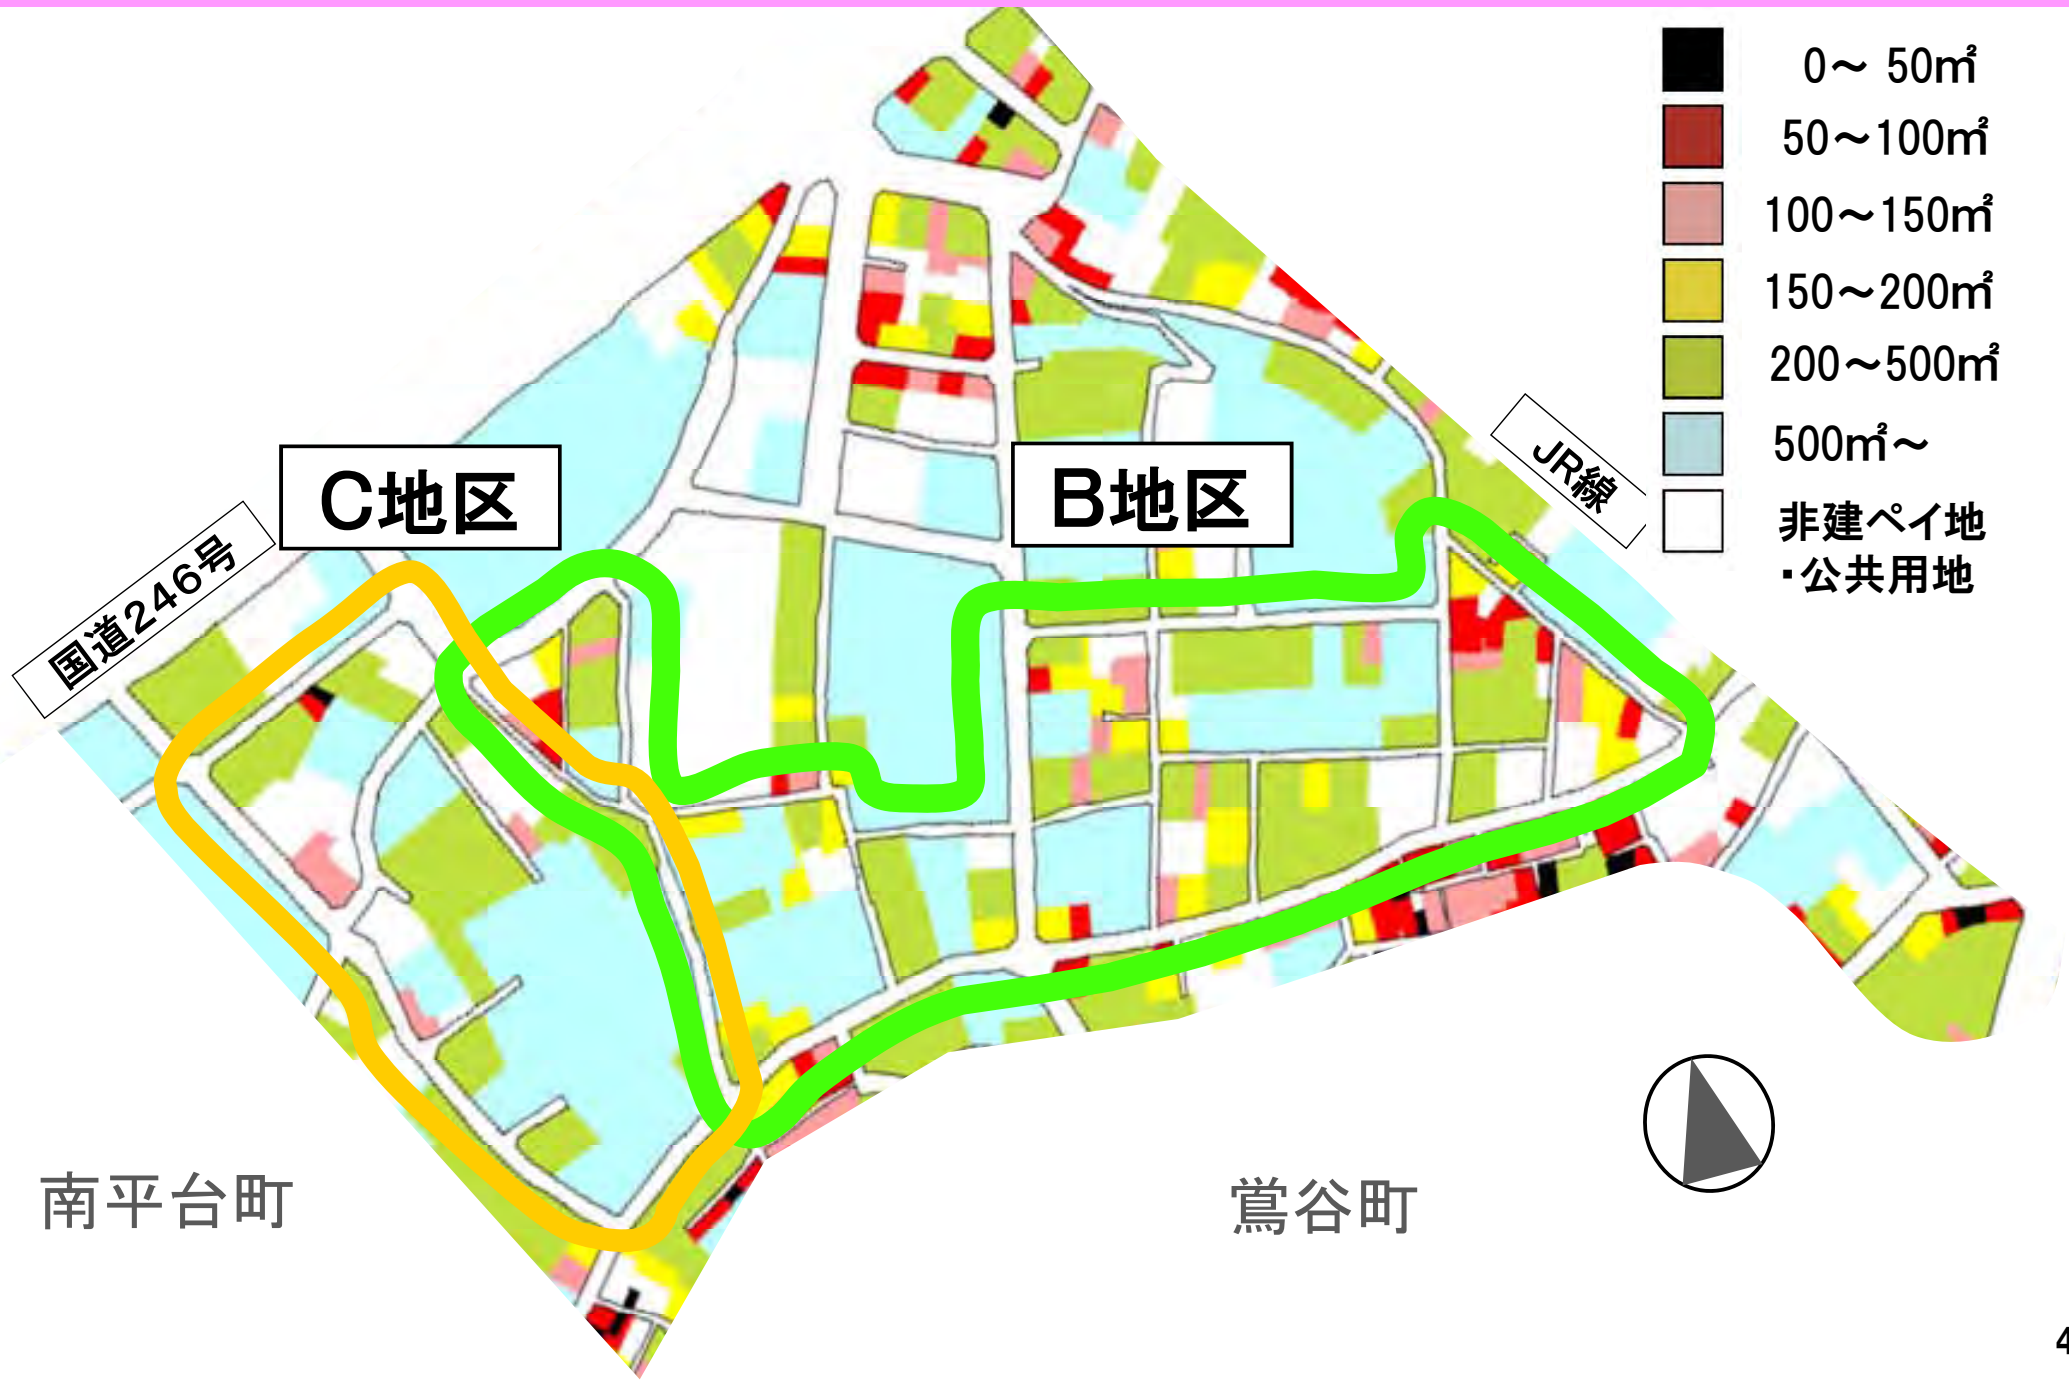 0～ 50㎡
50～100㎡
100～150㎡
150～200㎡
200～500㎡
500㎡～
非建ペイ地
・公共用地
C地区
B地区
JR線
国道246号
南平台町
鶯谷町
4